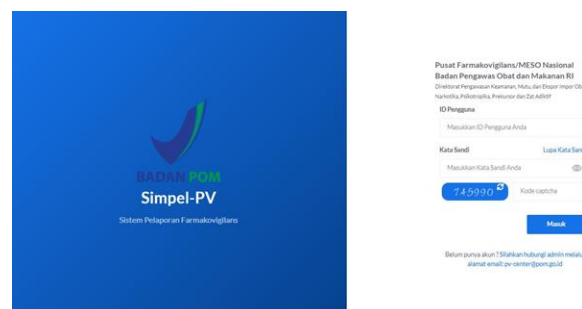 BADAN POM
Simpel-PV
Sistem Pelaporan Farmakovigilans
Pusat Farmakovigilans/MESO Nasional
Badan Pengawas Obat dan Makanan RI
Direktorat Pengawasan Keamanan, Mutu, dan Ekspor Impor Ob
Narkotika, Psikotropika, Prekursor dan Zat Adiktif
ID Pengguna
Masukkan ID Pengguna Anda
Kata Sandi Lupa Kata San
Masukkan Kata Sandi Anda
745990 Kode captcha
Masuk
Belum punya akun ? Silahkan hubungi admin melalu
alamat email: pv-center@pom.go.id